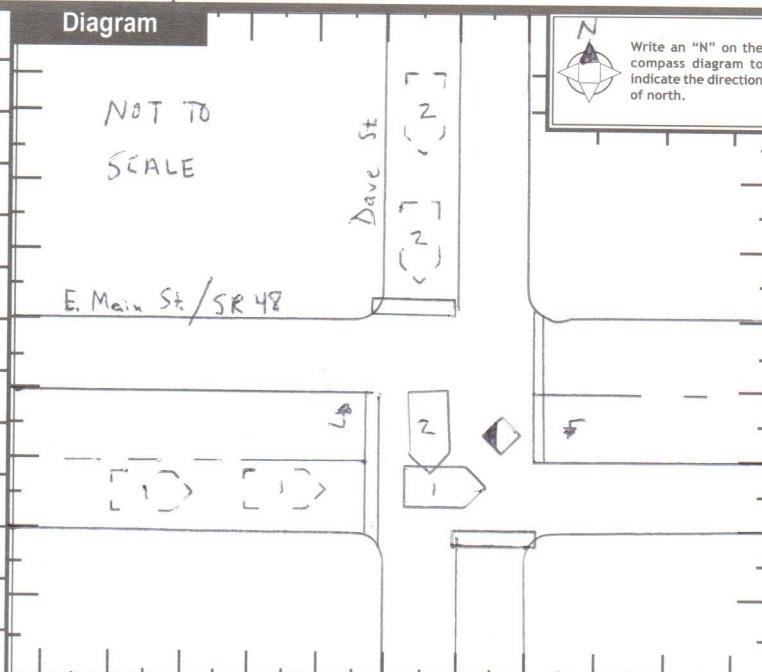 Diagram
N
Write an “N” on the
compass diagram to
indicate the direction
of north.
NOT TO
SCALE
2
Dave St
2
E. Main St. / SR 48
2
1
1
1